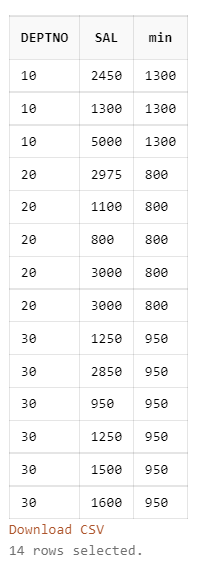 DEPTNO SAL min
10 2450 1300
10 1300 1300
10 5000 1300
20 2975 800
20 1100 800
20 800 800
20 3000 800
20 3000 800
30 1250 950
30 2850 950
30 950 950
30 1250 950
30 1500 950
30 1600 950
Download CSV
14 rows selected.